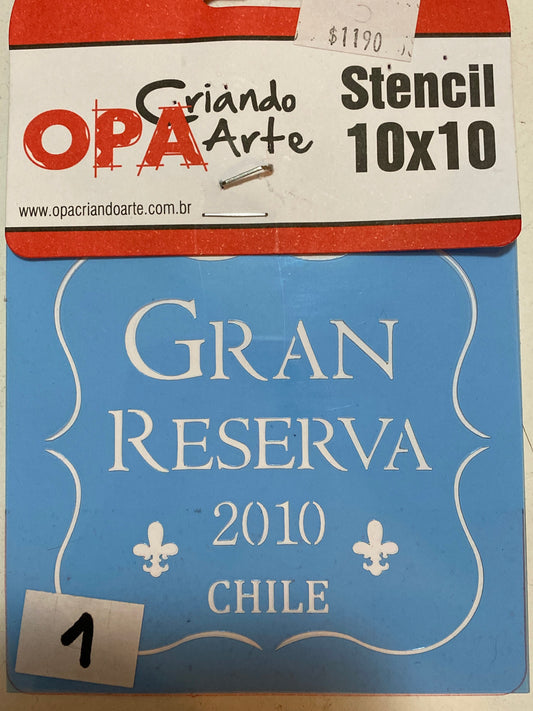 $1190
Criando
OPA Arte
Stencil
10x10
www.opacriandoarte.com.br
GRAN
RESERVA
2010
CHILE
1